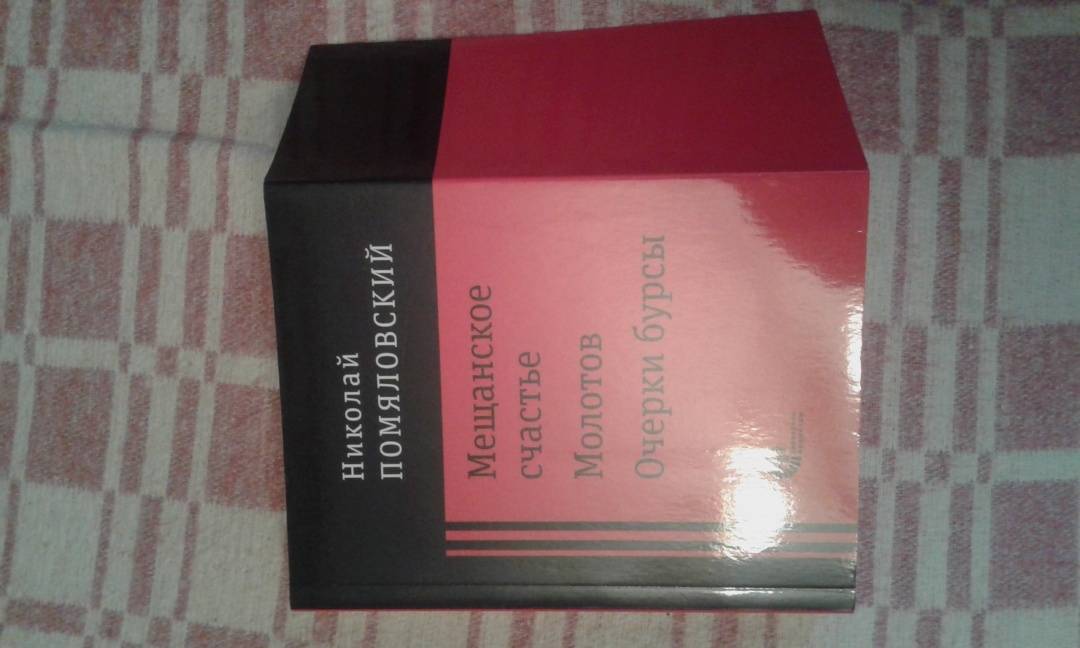 Николай
ПОМЯЛОВСКИЙ
Мещанское
счастье
Молотов
Очерки бурсы